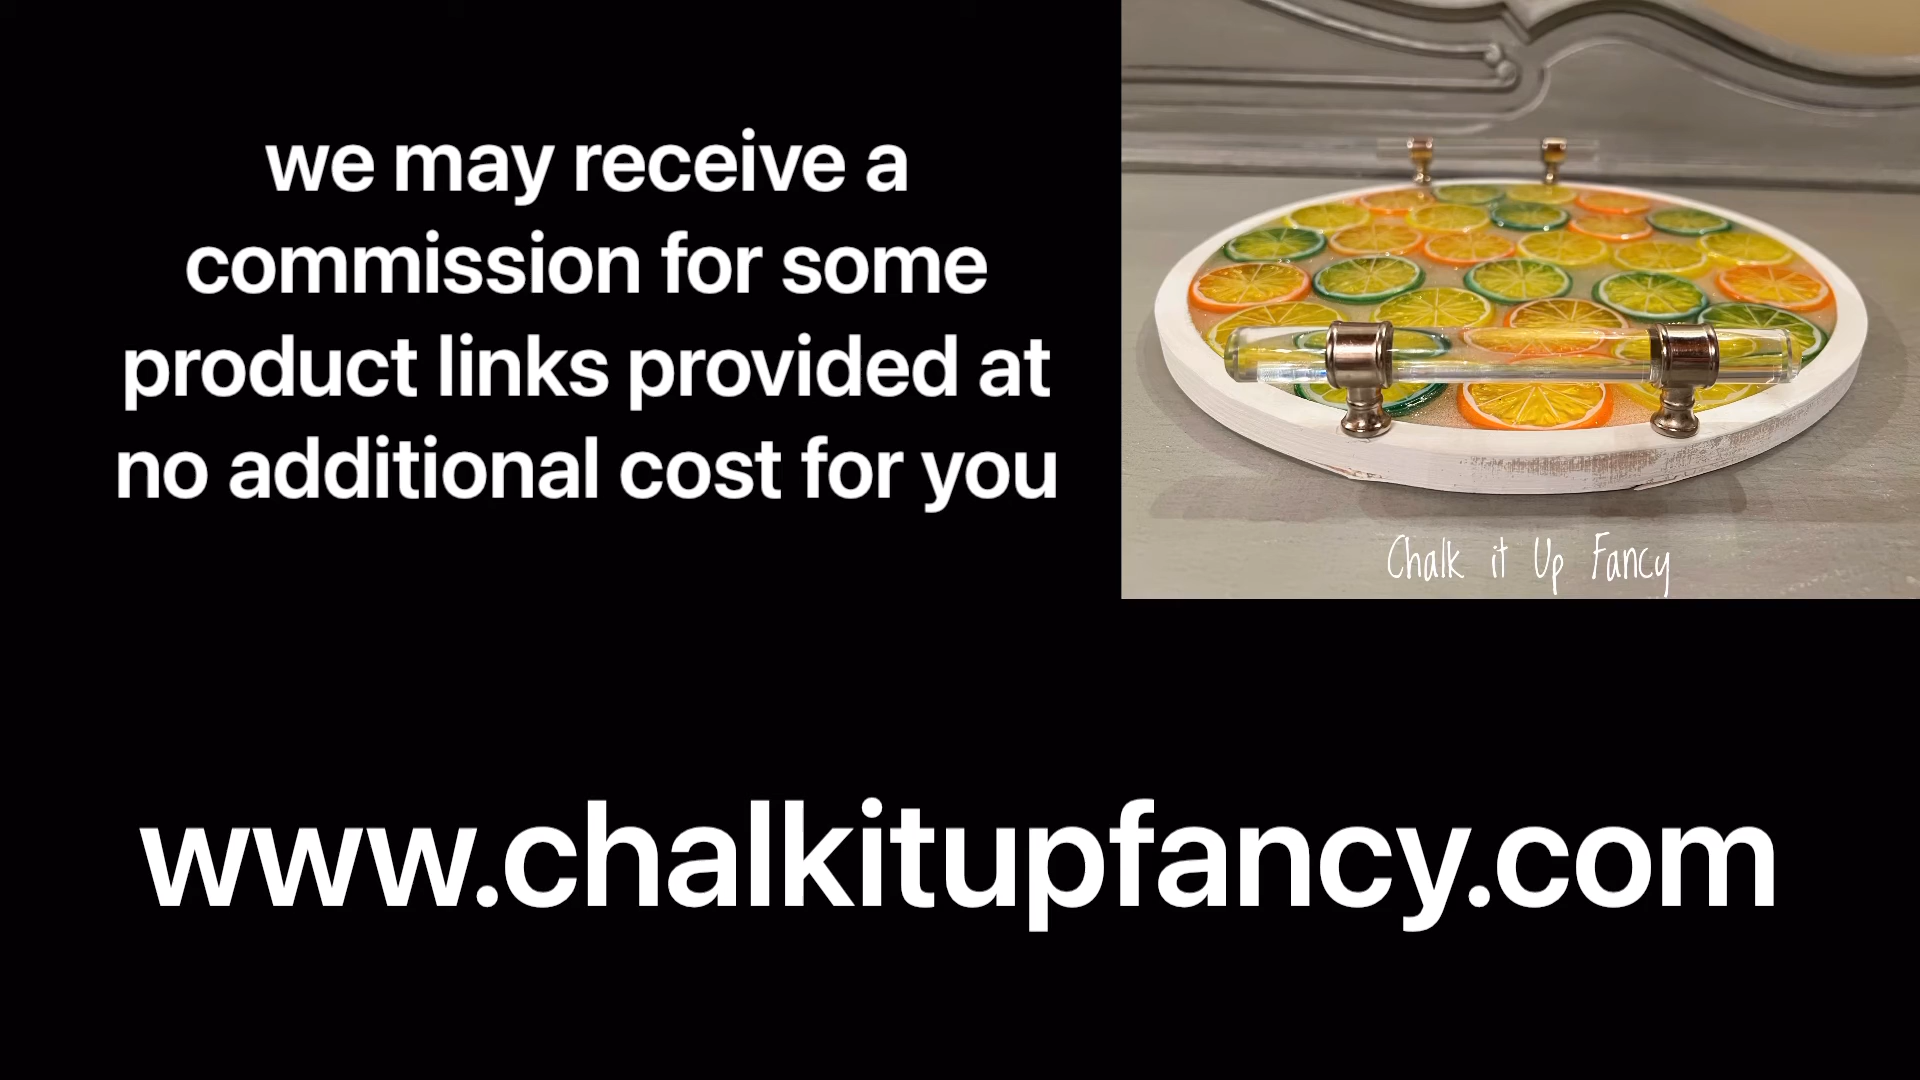 we may receive a
commission for some
product links provided at
no additional cost for you
Chalk it Up Fancy
www.chalkitupfancy.com